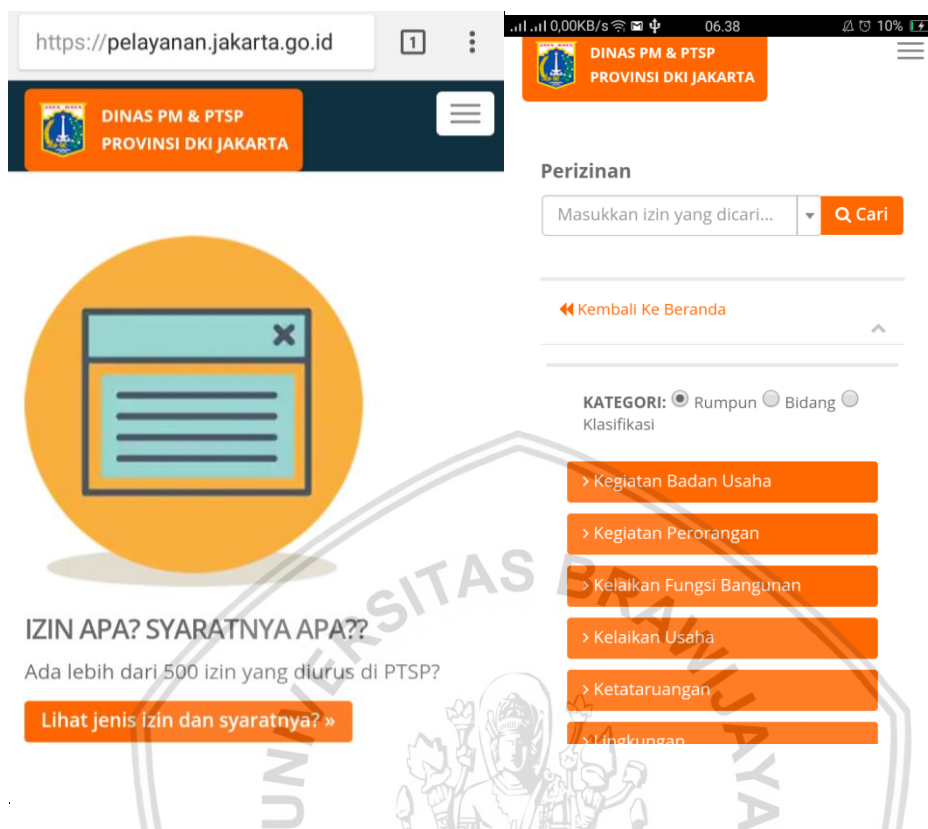 https://pelayanan.jakarta.go.id
1
DINAS PM & PTSP
PROVINSI DKI JAKARTA
IZIN APA? SYARATNYA APA??
Ada lebih dari 500 izin yang diurus di PTSP?
Lihat jenis izin dan syaratnya? »
0,00KB/s
06.38
10%
DINAS PM & PTSP
PROVINSI DKI JAKARTA
Perizinan
Masukkan izin yang dicari...
Cari
Kembali Ke Beranda
KATEGORI: Rumpun Bidang
Klasifikasi
> Kegiatan Badan Usaha
> Kegiatan Perorangan
> Kelaikan Fungsi Bangunan
> Kelaikan Usaha
> Ketataruangan
> Lingkungan
UNIVERSITAS BRAWIJAYA